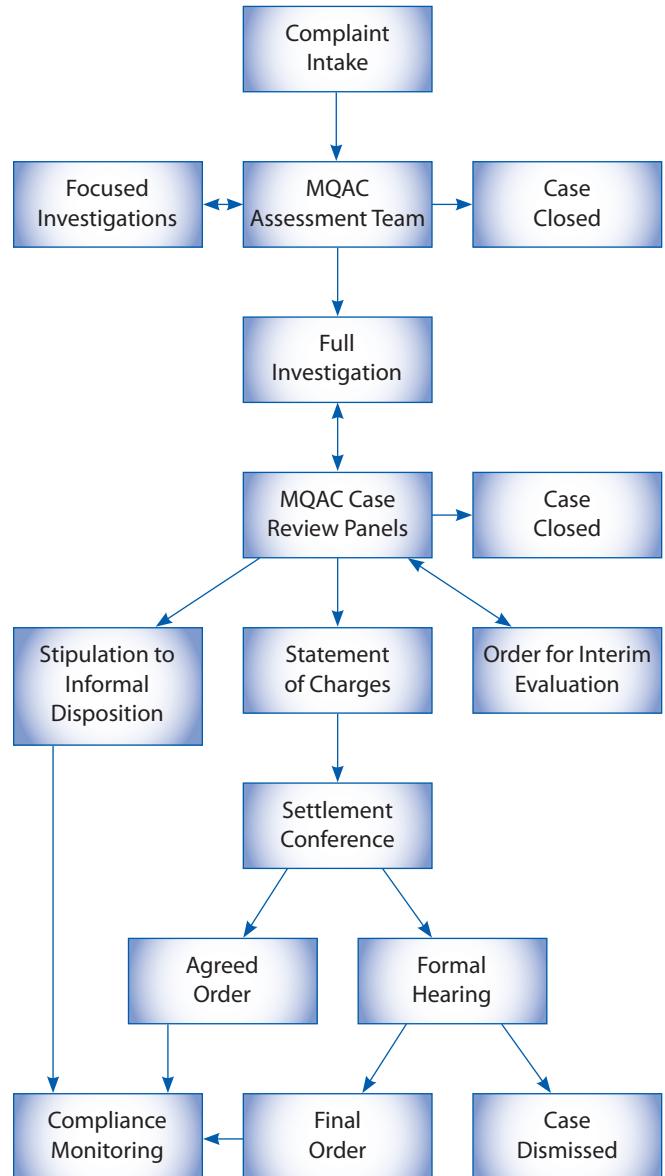 Complaint
Intake
Focused
Investigations
MQAC
Assessment Team
Case
Closed
Full
Investigation
MQAC Case
Review Panels
Case
Closed
Stipulation to
Informal
Disposition
Statement
of Charges
Order for Interim
Evaluation
Settlement
Conference
Agreed
Order
Formal
Hearing
Compliance
Monitoring
Final
Order
Case
Dismissed